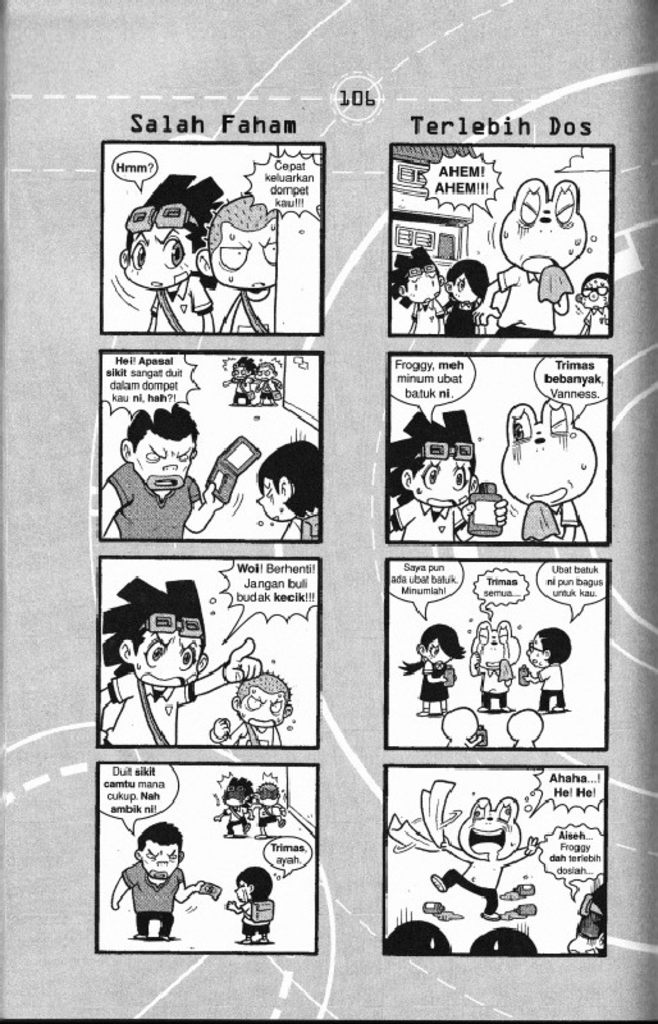 106
Salah Faham
Hmm?
Cepat
keluarkan
dompet
kau!!!
Hei! Apasal
sikit sangat duit
dalam dompet
kau ni, hah?!
Woi! Berhenti!
Jangan buli
budak kecik!!!
Duit sikit
camtu mana
cukup. Nah
ambik ni!
Trimas,
ayah.
Terlebih Dos
AHEM!
AHEM!!!
Froggy, meh
minum ubat
batuk ni.
Trimas
bebanyak,
Vanness.
Saya pun
ada ubat batuk.
Minumlah!
Trimas
semua...
Ubat batuk
ni pun bagus
untuk kau.
Ahaha...!
He! He!
Aiseh...
Froggy
dah terlebih
doslah...